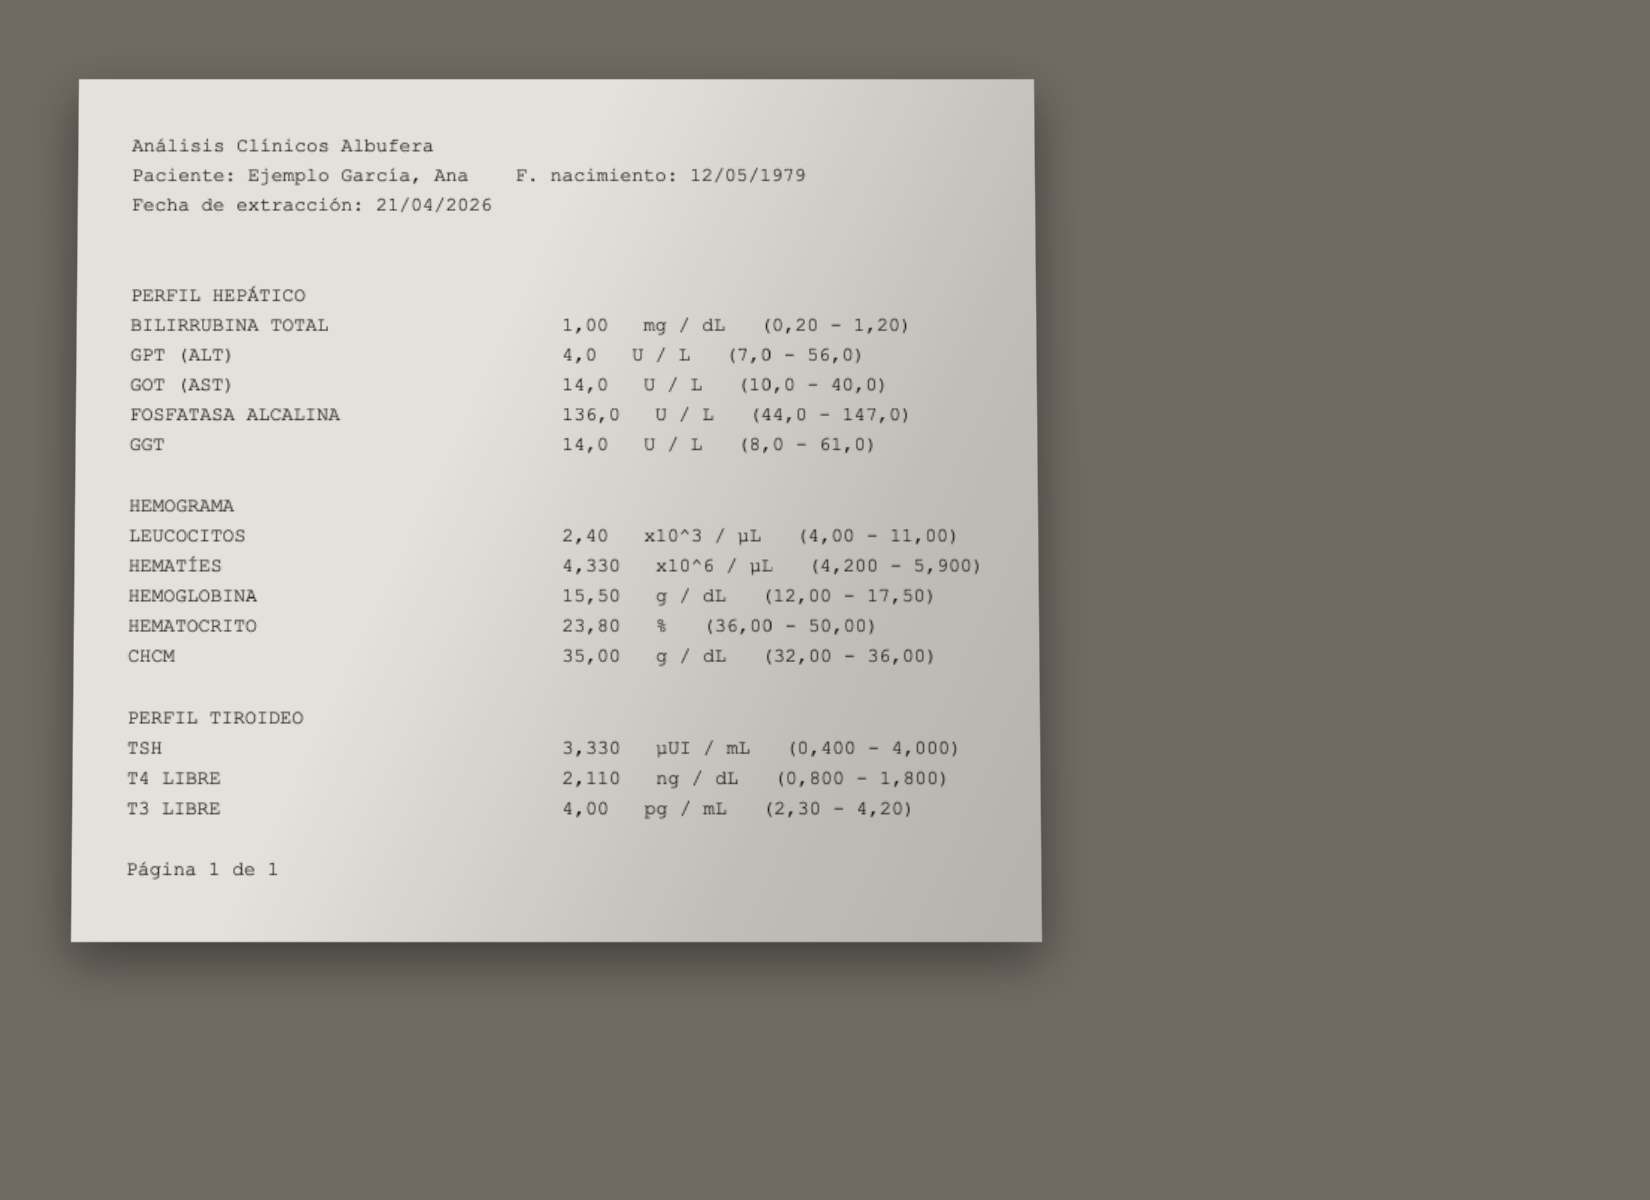 Análisis Clínicos Albufera
Paciente: Ejemplo García, Ana F. nacimiento: 12/05/1979
Fecha de extracción: 21/04/2026
PERFIL HEPÁTICO
BILIRRUBINA TOTAL 1,00 mg / dL (0,20 - 1,20)
GPT (ALT) 4,0 U / L (7,0 - 56,0)
GOT (AST) 14,0 U / L (10,0 - 40,0)
FOSFATASA ALCALINA 136,0 U / L (44,0 - 147,0)
GGT 14,0 U / L (8,0 - 61,0)
HEMOGRAMA
LEUCOCITOS 2,40 x10^3 / µL (4,00 - 11,00)
HEMATÍES 4,330 x10^6 / µL (4,200 - 5,900)
HEMOGLOBINA 15,50 g / dL (12,00 - 17,50)
HEMATOCRITO 23,80 % (36,00 - 50,00)
CHCM 35,00 g / dL (32,00 - 36,00)
PERFIL TIROIDEO
TSH 3,330 µUI / mL (0,400 - 4,000)
T4 LIBRE 2,110 ng / dL (0,800 - 1,800)
T3 LIBRE 4,00 pg / mL (2,30 - 4,20)
Página 1 de 1